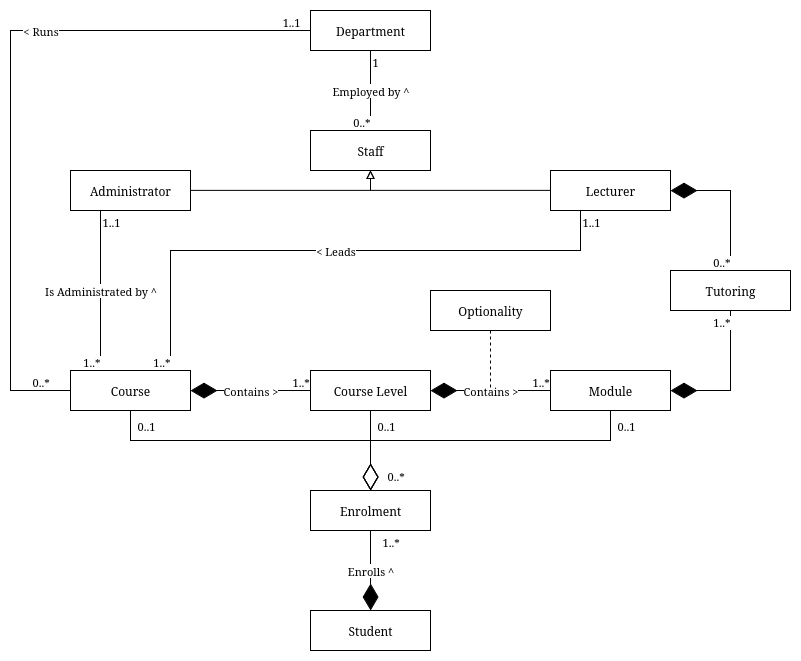 1..1
< Runs
Department
1
Employed by ^
0..*
Staff
Administrator
Lecturer
1..1
1..1
< Leads
0..*
Is Administrated by ^
Tutoring
Optionality
1..*
1..*
1..*
0..*
Course
Contains >
1..*
Course Level
Contains >
1..*
Module
0..1
0..1
0..1
0..*
Enrolment
1..*
Enrolls ^
Student